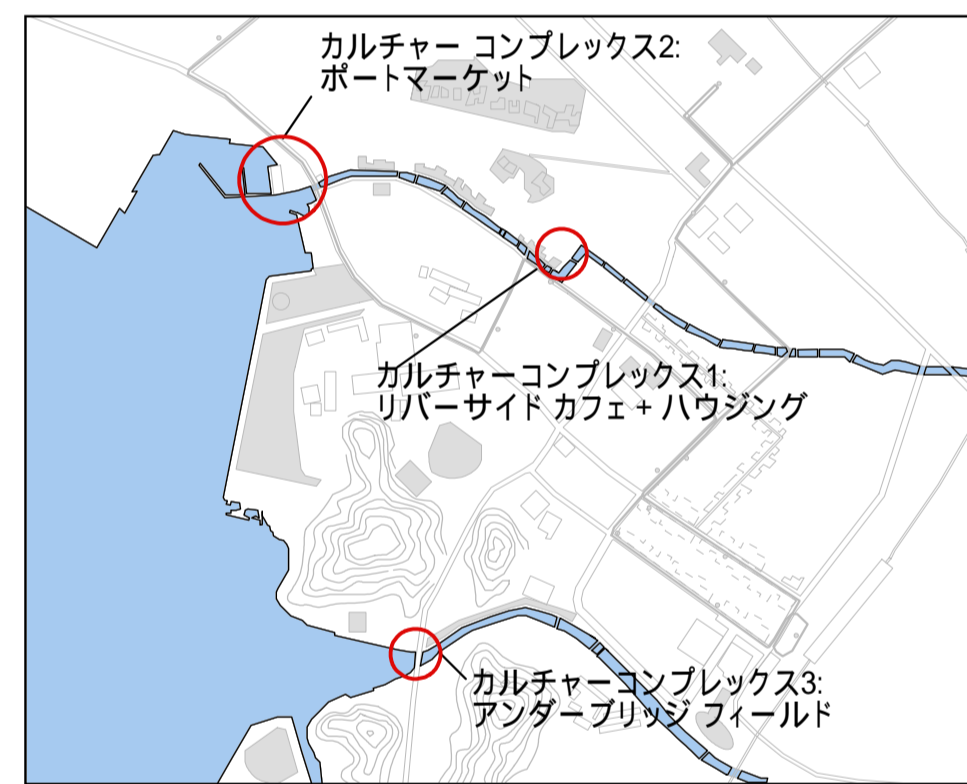 カルチャー コンプレックス2:
ポートマーケット
カルチャーコンプレックス1:
リバーサイド カフェ + ハウジング
カルチャーコンプレックス3:
アンダーブリッジ フィールド